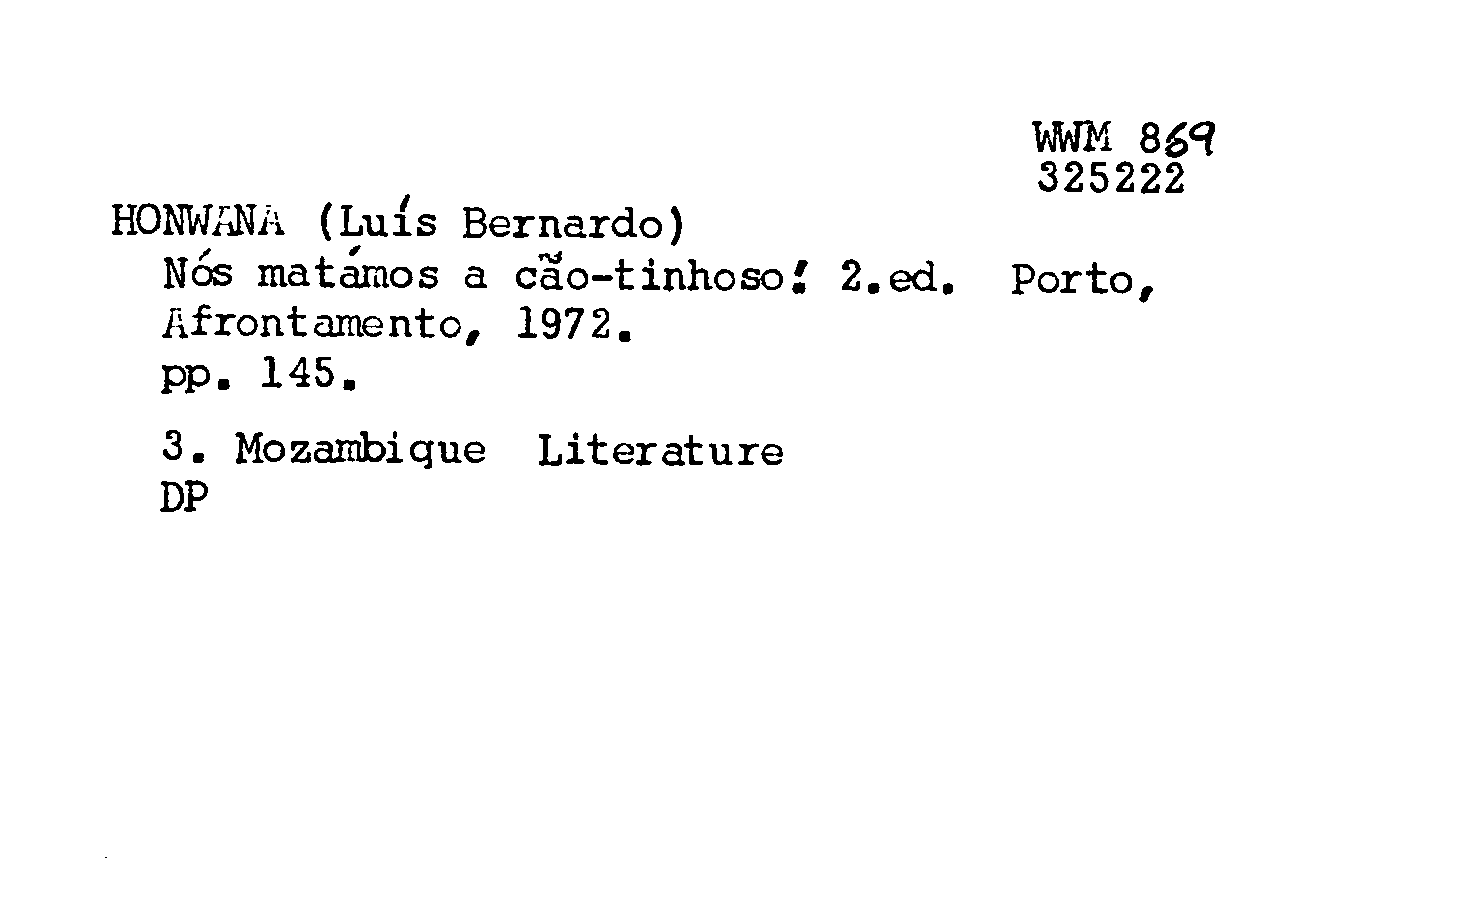 WWM 869
325222
HONWANA (Luís Bernardo)
Nós matámos a cão-tinhoso! 2.ed. Porto,
Afrontamento, 1972.
pp. 145.
3. Mozambique Literature
DP